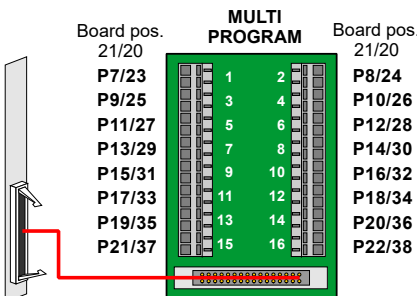 MULTI
PROGRAM
Board pos.
21/20
Board pos.
21/20
P7/23 1 2 P8/24
P9/25 3 4 P10/26
P11/27 5 6 P12/28
P13/29 7 8 P14/30
P15/31 9 10 P16/32
P17/33 11 12 P18/34
P19/35 13 14 P20/36
P21/37 15 16 P22/38